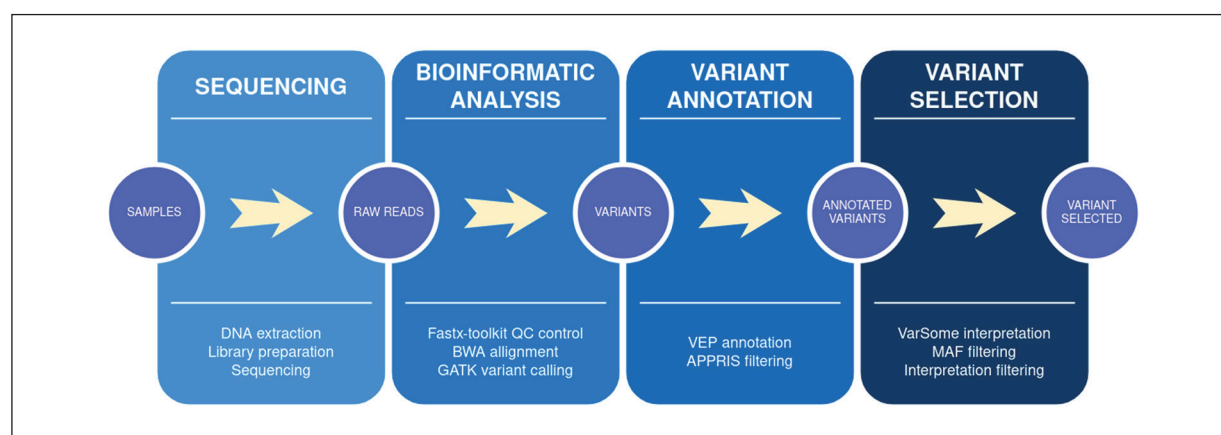 SEQUENCING
BIOINFORMATIC
ANALYSIS
VARIANT
ANNOTATION
VARIANT
SELECTION
SAMPLES
RAW READS
VARIANTS
ANNOTATED
VARIANTS
VARIANT
SELECTED
DNA extraction
Library preparation
Sequencing
Fastx-toolkit QC control
BWA allignment
GATK variant calling
VEP annotation
APPRIS filtering
VarSome interpretation
MAF filtering
Interpretation filtering